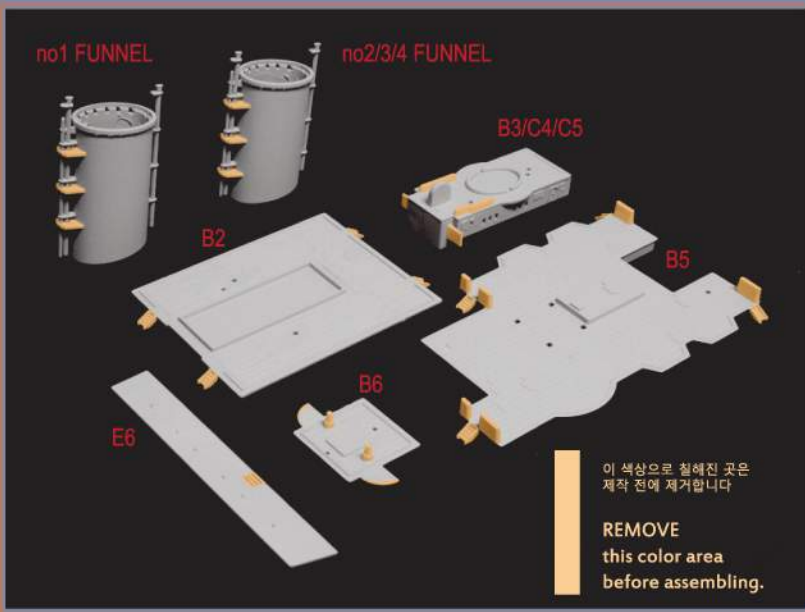 no1 FUNNEL
no2/3/4 FUNNEL
B3/C4/C5
B2
B5
B6
E6
이 색상으로 칠해진 곳은
제작 전에 제거합니다
REMOVE
this color area
before assembling.